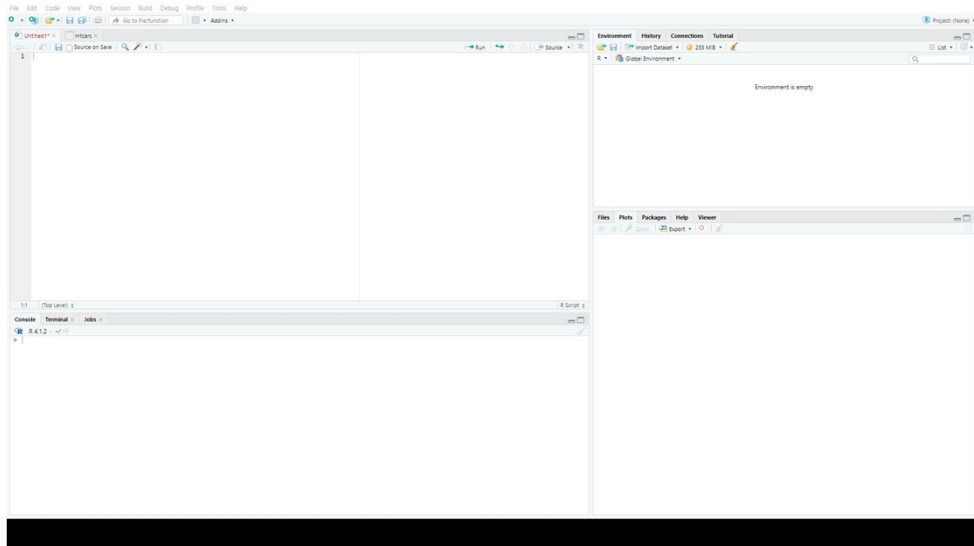 File Edit Code View Plots Session Build Debug Profile Tools Help
Go to file/function Addins Project: (None)
Untitled1* mtcars
Source on Save Run Source
1
1:1 (Top Level) R Script
Console Terminal Jobs
R 4.1.2 · ~/
>
Environment History Connections Tutorial
Import Dataset 255 MiB List
R Global Environment
Environment is empty
Files Plots Packages Help Viewer
Zoom Export